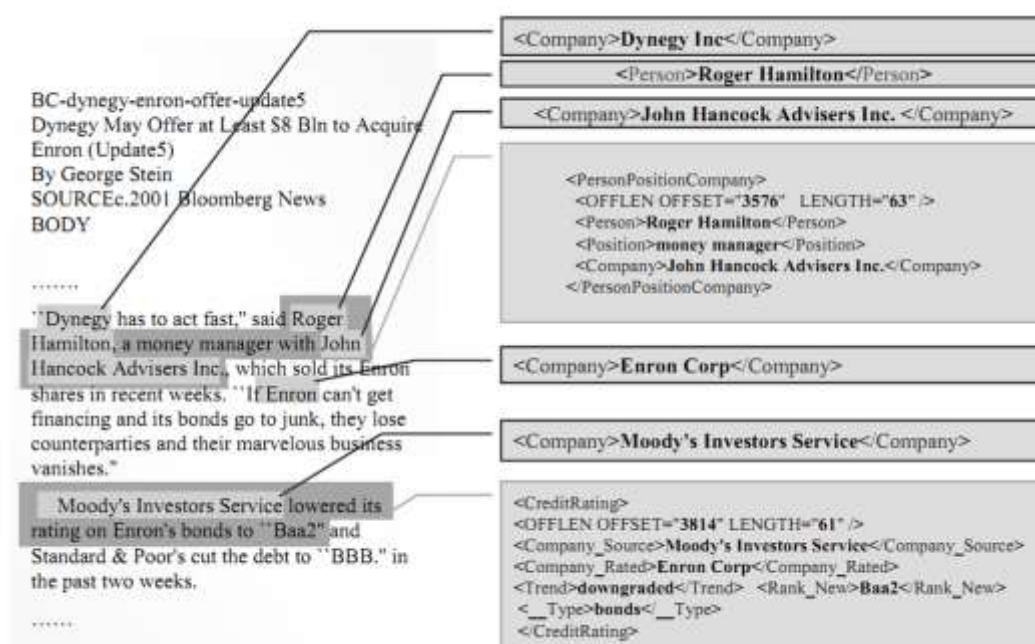 BC-dynegy-enron-offer-update5
Dynegy May Offer at Least $8 Bln to Acquire
Enron (Update5)
By George Stein
SOURCEc.2001 Bloomberg News
BODY
.......
``Dynegy has to act fast," said Roger
Hamilton, a money manager with John
Hancock Advisers Inc., which sold its Enron
shares in recent weeks. ``If Enron can't get
financing and its bonds go to junk, they lose
counterparties and their marvelous business
vanishes."
Moody's Investors Service lowered its
rating on Enron's bonds to ``Baa2" and
Standard & Poor's cut the debt to ``BBB." in
the past two weeks.
......
<Company>Dynegy Inc</Company>
<Person>Roger Hamilton</Person>
<Company>John Hancock Advisers Inc. </Company>
<PersonPositionCompany>
<OFFLEN OFFSET="3576" LENGTH="63" />
<Person>Roger Hamilton</Person>
<Position>money manager</Position>
<Company>John Hancock Advisers Inc.</Company>
</PersonPositionCompany>
<Company>Enron Corp</Company>
<Company>Moody's Investors Service</Company>
<CreditRating>
<OFFLEN OFFSET="3814" LENGTH="61" />
<Company_Source>Moody's Investors Service</Company_Source>
<Company_Rated>Enron Corp</Company_Rated>
<Trend>downgraded</Trend> <Rank_New>Baa2</Rank_New>
<__Type>bonds</__Type>
</CreditRating>